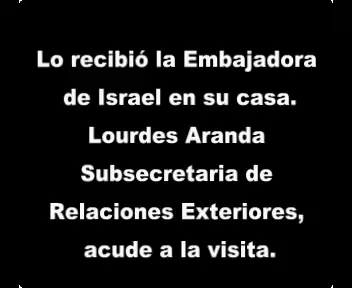 Lo recibió la Embajadora
de Israel en su casa.
Lourdes Aranda
Subsecretaria de
Relaciones Exteriores,
acude a la visita.